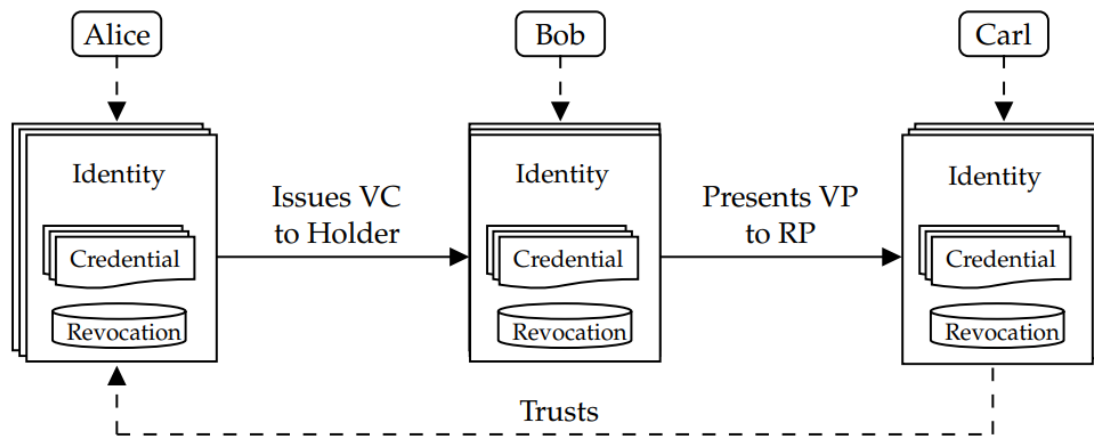 Alice
Bob
Carl
Identity
Identity
Identity
Issues VC
to Holder
Presents VP
to RP
Credential
Credential
Credential
Revocation
Revocation
Revocation
Trusts